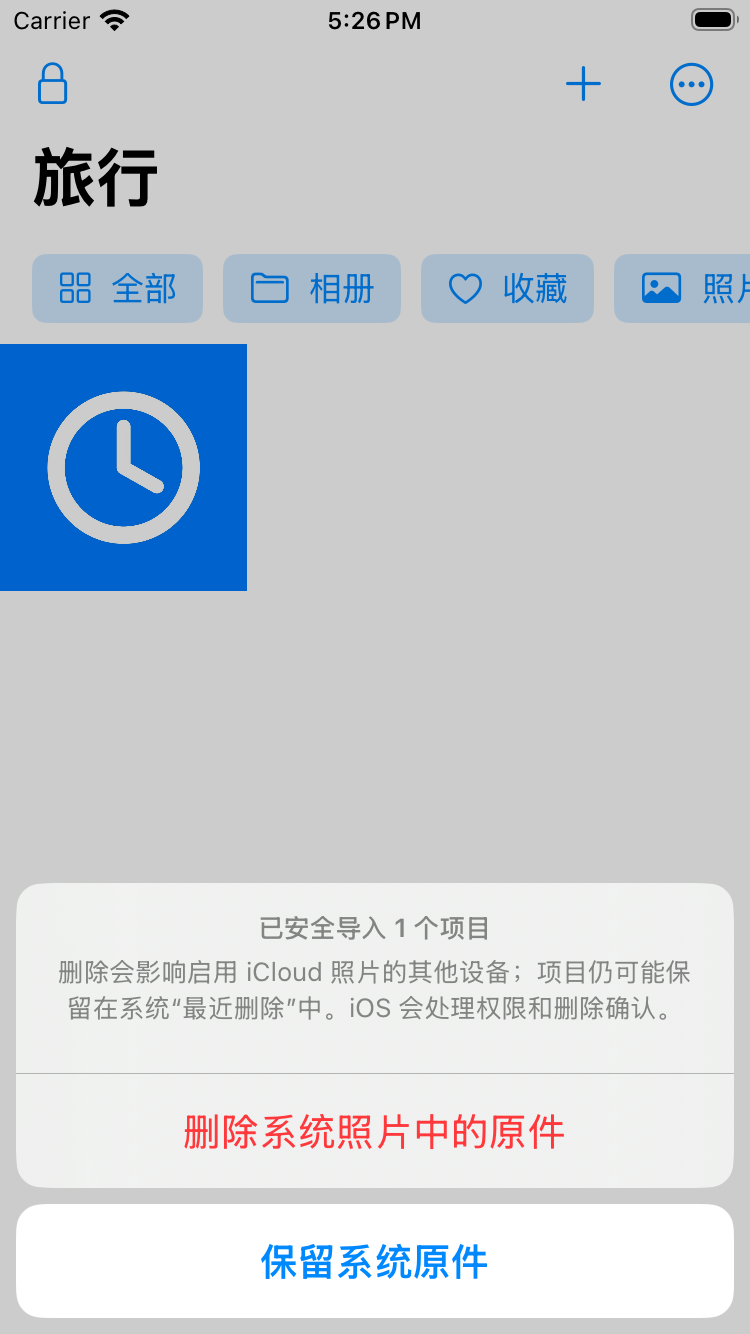 Carrier 5:26 PM
旅行
全部 相册 收藏 照片
已安全导入 1 个项目
删除会影响启用 iCloud 照片的其他设备；项目仍可能保
留在系统“最近删除”中。iOS 会处理权限和删除确认。
删除系统照片中的原件
保留系统原件